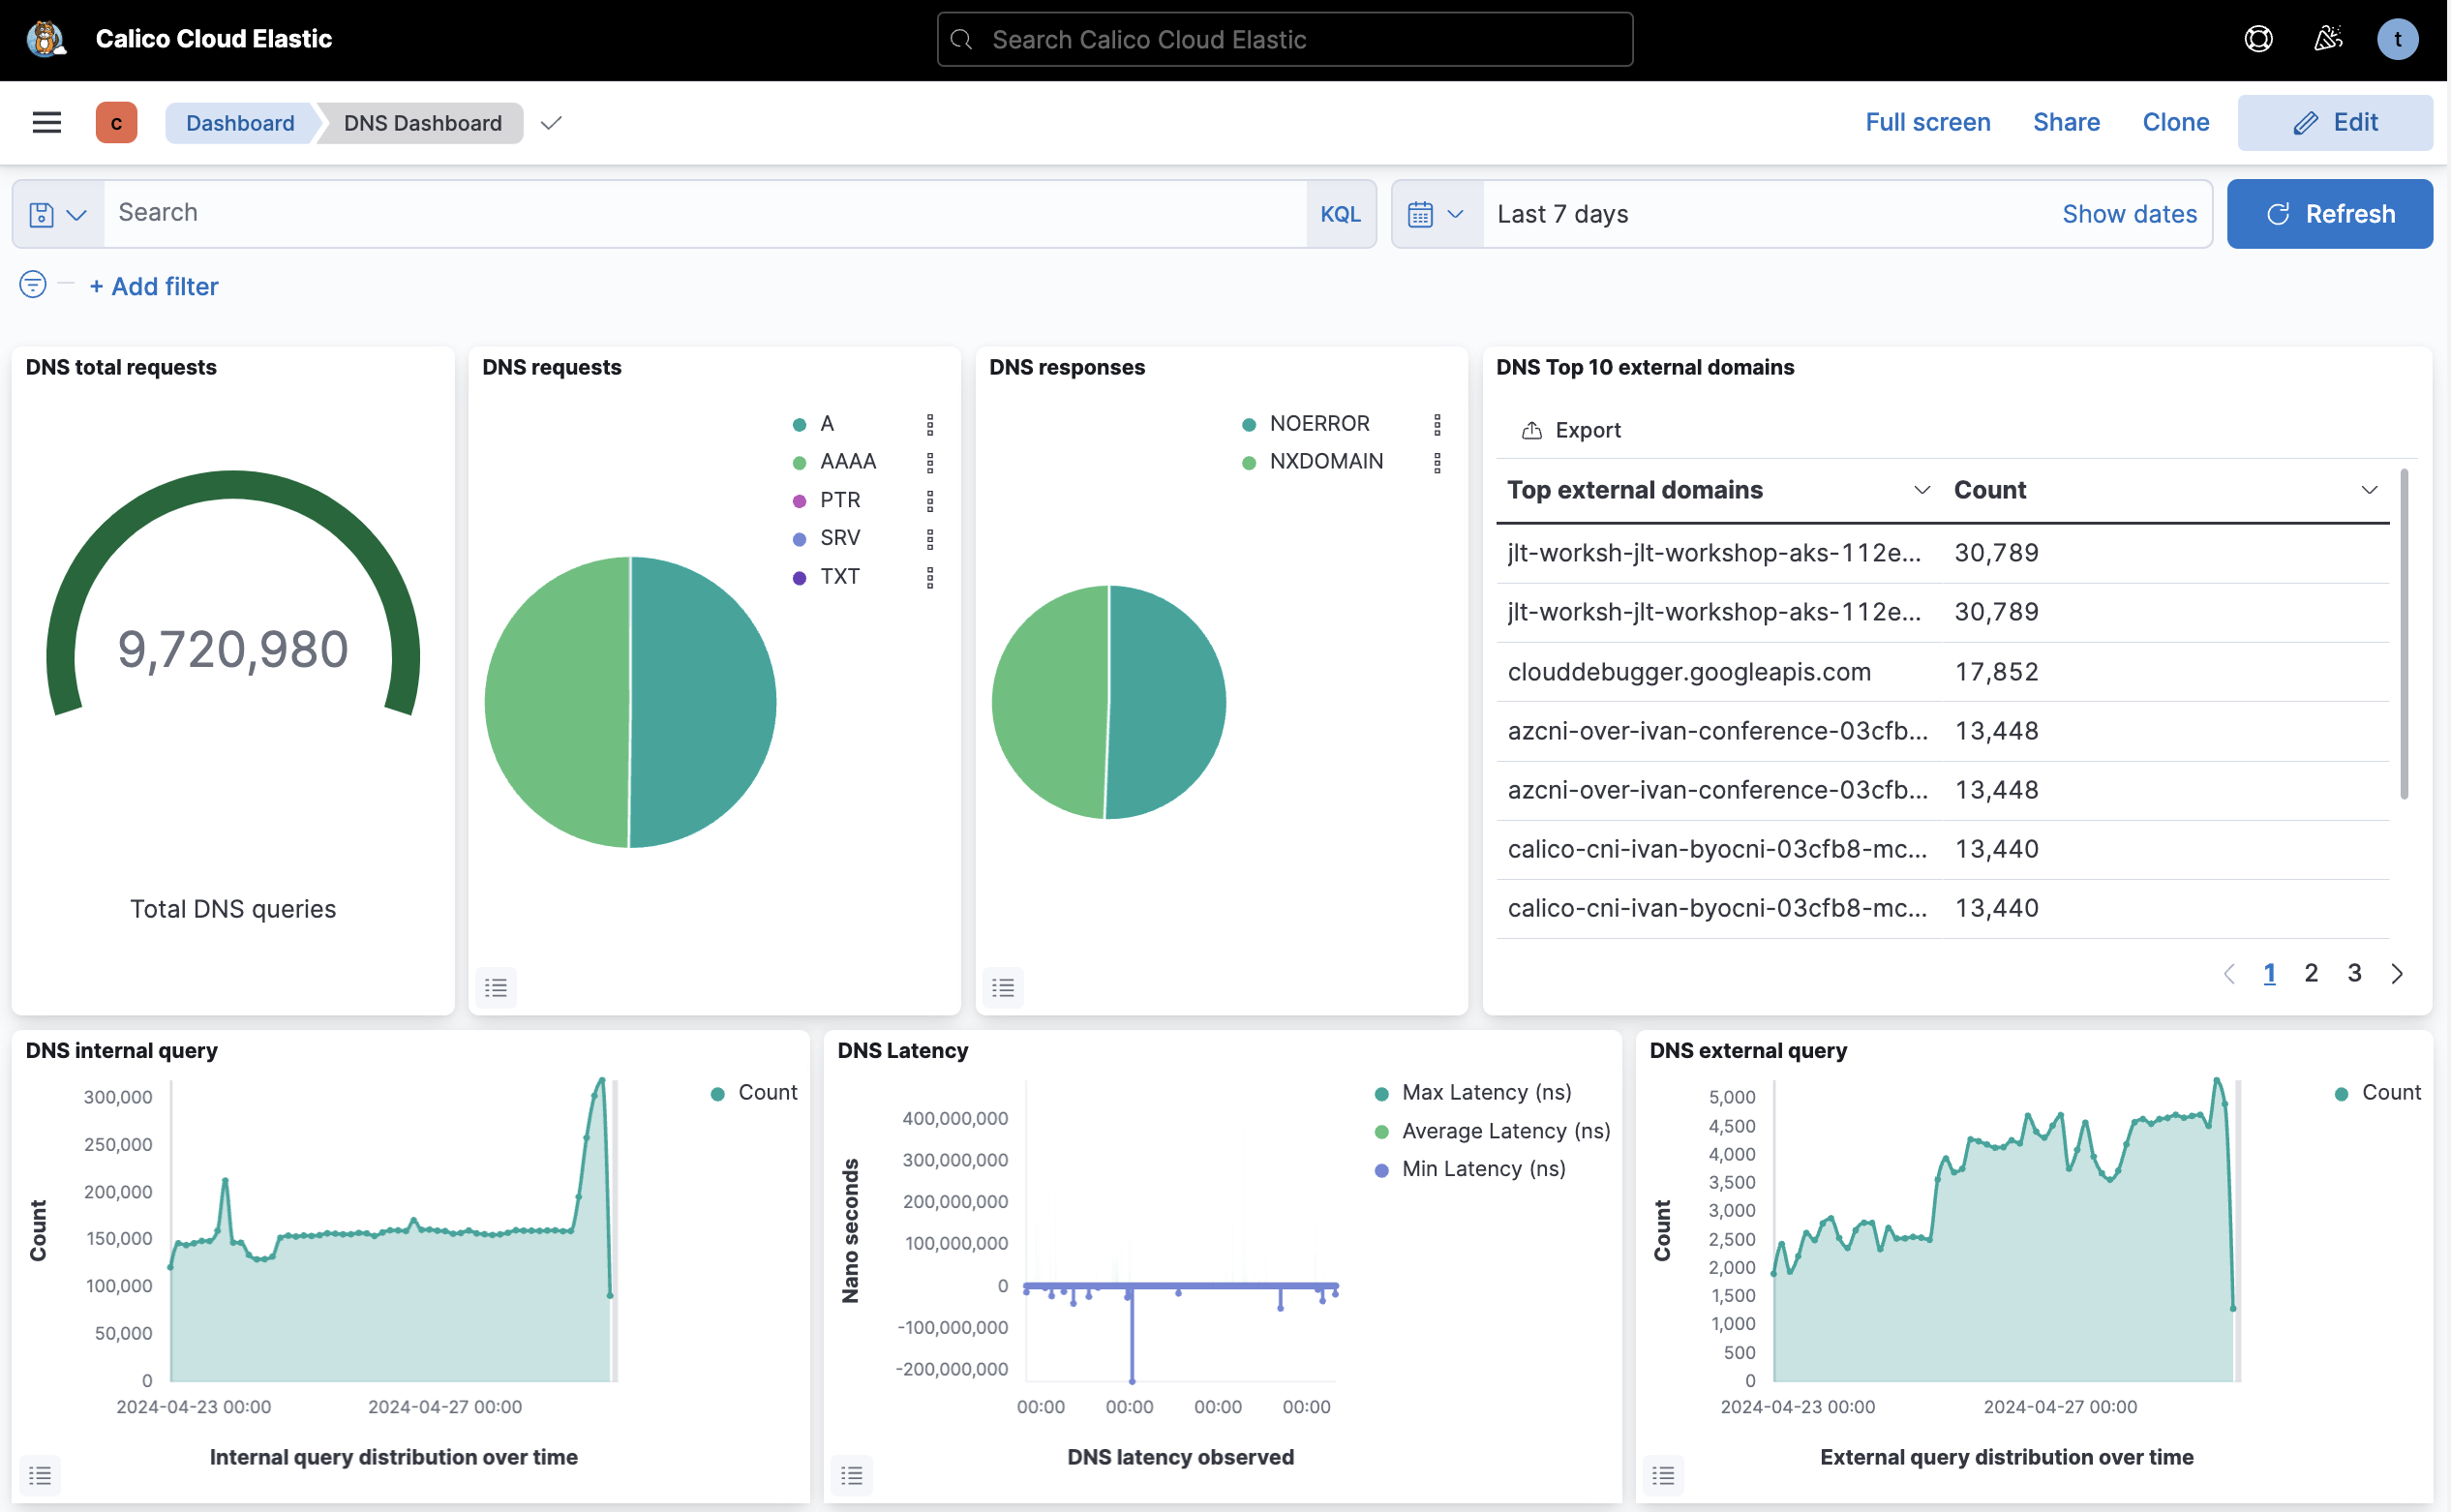 Calico Cloud Elastic
Search Calico Cloud Elastic
t
c
Dashboard
DNS Dashboard
Full screen
Share
Clone
Edit
Search
KQL
Last 7 days
Show dates
Refresh
+ Add filter
DNS total requests
9,720,980
Total DNS queries
DNS requests
A
AAAA
PTR
SRV
TXT
DNS responses
NOERROR
NXDOMAIN
DNS Top 10 external domains
Export
Top external domains Count
jlt-worksh-jlt-workshop-aks-112e... 30,789
jlt-worksh-jlt-workshop-aks-112e... 30,789
clouddebugger.googleapis.com 17,852
azcni-over-ivan-conference-03cfb... 13,448
azcni-over-ivan-conference-03cfb... 13,448
calico-cni-ivan-byocni-03cfb8-mc... 13,440
calico-cni-ivan-byocni-03cfb8-mc... 13,440
1 2 3
DNS internal query
Count
300,000
250,000
200,000
150,000
100,000
50,000
0
Count
2024-04-23 00:00 2024-04-27 00:00
Internal query distribution over time
DNS Latency
Max Latency (ns)
Average Latency (ns)
Min Latency (ns)
400,000,000
300,000,000
200,000,000
100,000,000
0
-100,000,000
-200,000,000
Nano seconds
00:00 00:00 00:00 00:00
DNS latency observed
DNS external query
Count
5,000
4,500
4,000
3,500
3,000
2,500
2,000
1,500
1,000
500
0
Count
2024-04-23 00:00 2024-04-27 00:00
External query distribution over time